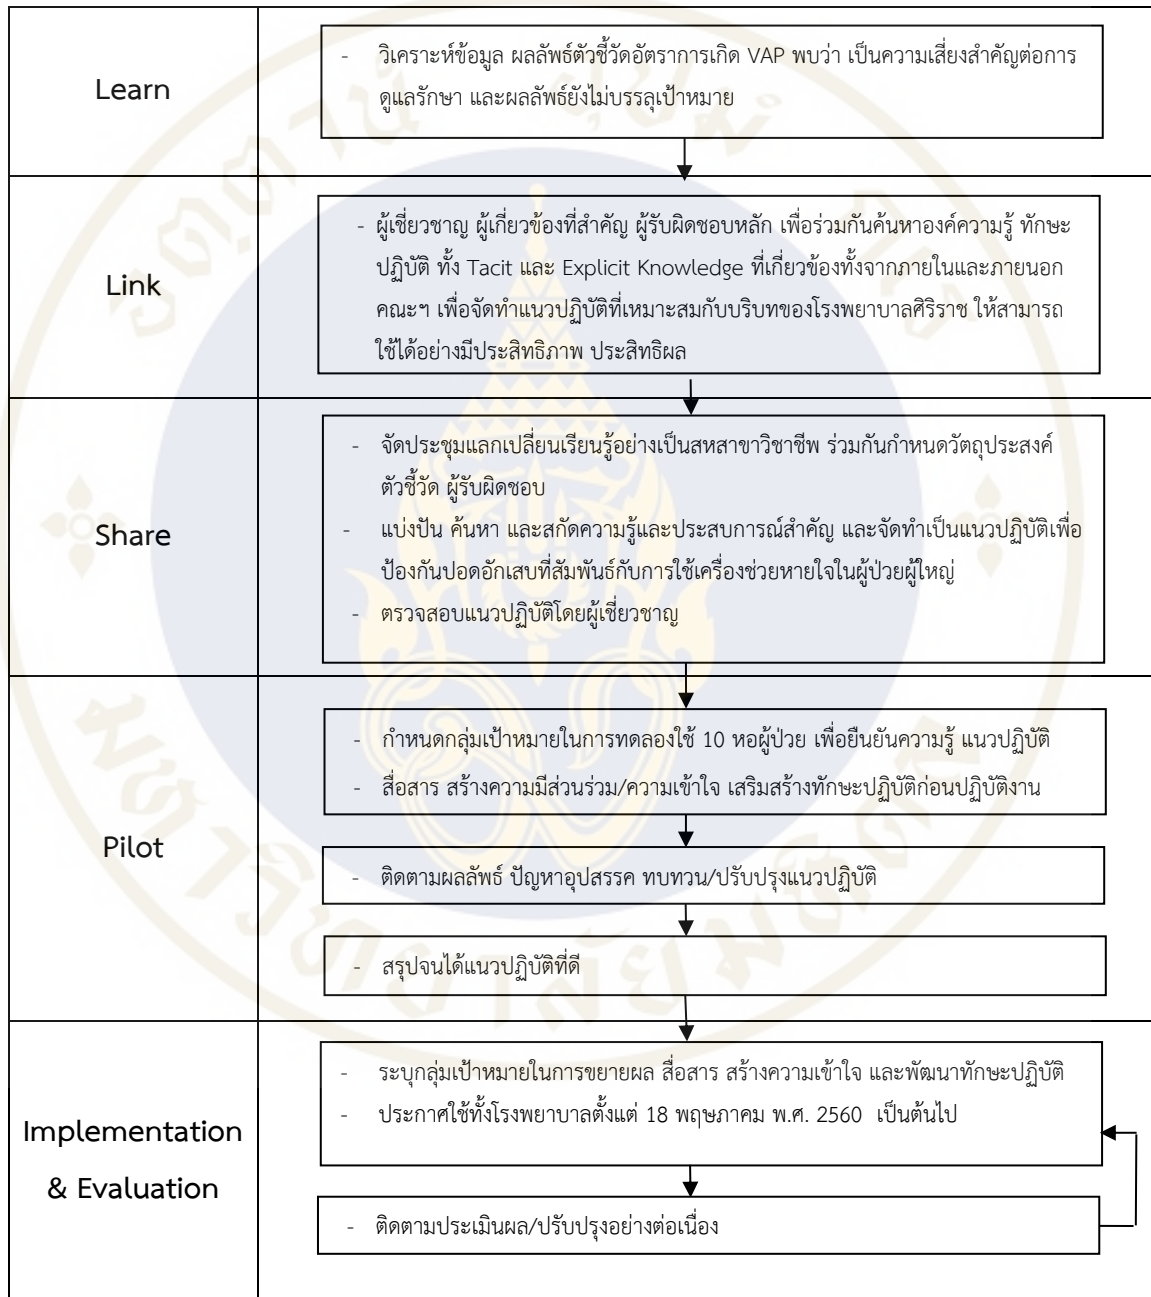 Learn
- วิเคราะห์ข้อมูล ผลลัพธ์ตัวชี้วัดอัตราการเกิด VAP พบว่า เป็นความเสี่ยงสำคัญต่อการ
ดูแลรักษา และผลลัพธ์ยังไม่บรรลุเป้าหมาย
Link
- ผู้เชี่ยวชาญ ผู้เกี่ยวข้องที่สำคัญ ผู้รับผิดชอบหลัก เพื่อร่วมกันค้นหาองค์ความรู้ ทักษะ
ปฏิบัติ ทั้ง Tacit และ Explicit Knowledge ที่เกี่ยวข้องทั้งจากภายในและภายนอก
คณะฯ เพื่อจัดทำแนวปฏิบัติที่เหมาะสมกับบริบทของโรงพยาบาลศิริราช ให้สามารถ
ใช้ได้อย่างมีประสิทธิภาพ ประสิทธิผล
Share
- จัดประชุมแลกเปลี่ยนเรียนรู้อย่างเป็นสหสาขาวิชาชีพ ร่วมกันกำหนดวัตถุประสงค์
ตัวชี้วัด ผู้รับผิดชอบ
- แบ่งปัน ค้นหา และสกัดความรู้และประสบการณ์สำคัญ และจัดทำเป็นแนวปฏิบัติเพื่อ
ป้องกันปอดอักเสบที่สัมพันธ์กับการใช้เครื่องช่วยหายใจในผู้ป่วยผู้ใหญ่
- ตรวจสอบแนวปฏิบัติโดยผู้เชี่ยวชาญ
Pilot
- กำหนดกลุ่มเป้าหมายในการทดลองใช้ 10 หอผู้ป่วย เพื่อยืนยันความรู้ แนวปฏิบัติ
- สื่อสาร สร้างความมีส่วนร่วม/ความเข้าใจ เสริมสร้างทักษะปฏิบัติก่อนปฏิบัติงาน
- ติดตามผลลัพธ์ ปัญหาอุปสรรค ทบทวน/ปรับปรุงแนวปฏิบัติ
- สรุปจนได้แนวปฏิบัติที่ดี
Implementation
& Evaluation
- ระบุกลุ่มเป้าหมายในการขยายผล สื่อสาร สร้างความเข้าใจ และพัฒนาทักษะปฏิบัติ
- ประกาศใช้ทั้งโรงพยาบาลตั้งแต่ 18 พฤษภาคม พ.ศ. 2560 เป็นต้นไป
- ติดตามประเมินผล/ปรับปรุงอย่างต่อเนื่อง
อตฺตานํ อุปมํ กเร
มหาวิทยาลัยมหิดล